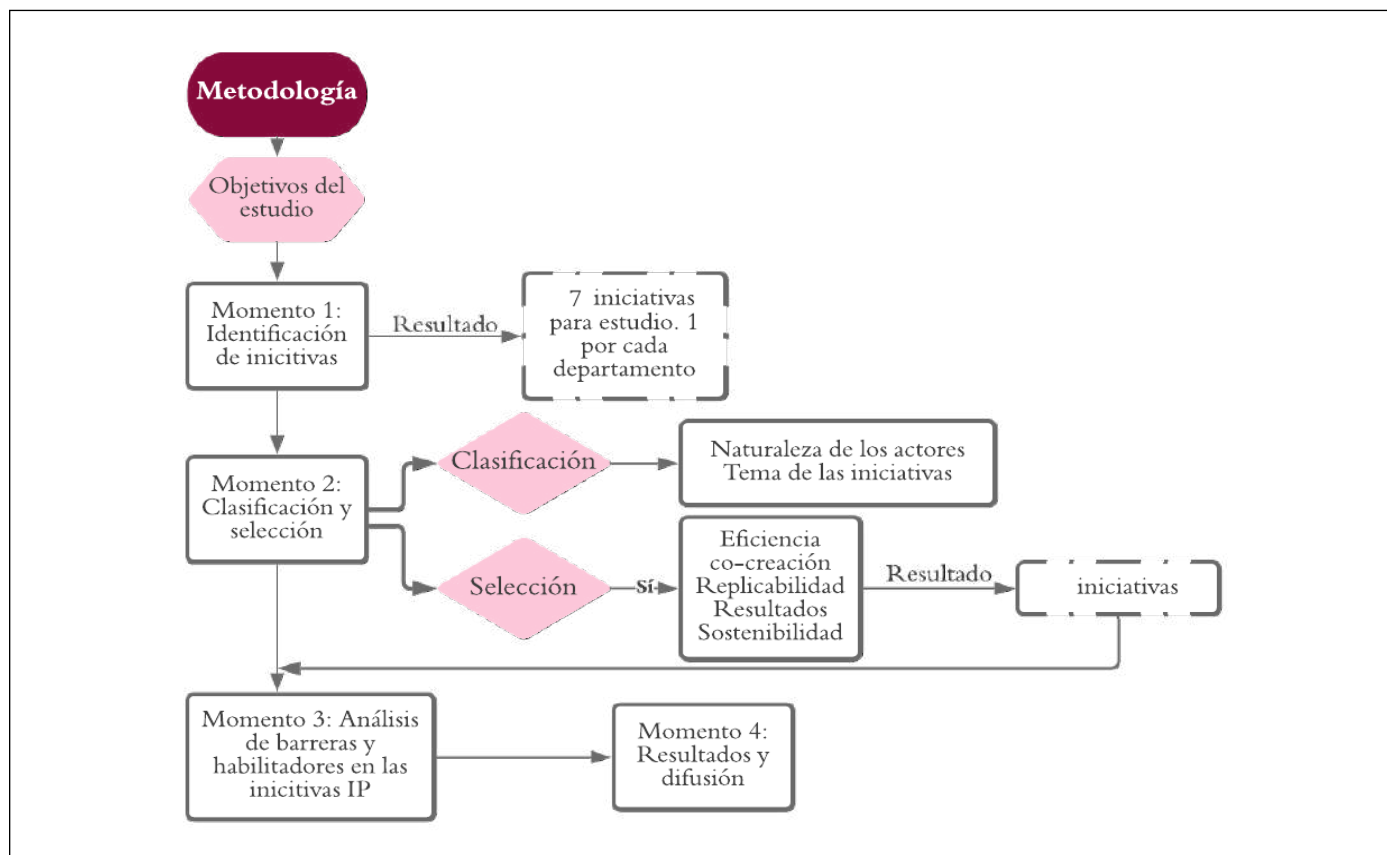 Metodología
Objetivos del
estudio
Momento 1:
Identificación
de inicitivas
Resultado
7 iniciativas
para estudio. 1
por cada
departamento
Momento 2:
Clasificación y
selección
Clasificación
Naturaleza de los actores
Tema de las iniciativas
Selección
Sí
Eficiencia
co-creación
Replicabilidad
Resultados
Sostenibilidad
Resultado
iniciativas
Momento 3: Análisis
de barreras y
habilitadores en las
inicitivas IP
Momento 4:
Resultados y
difusión